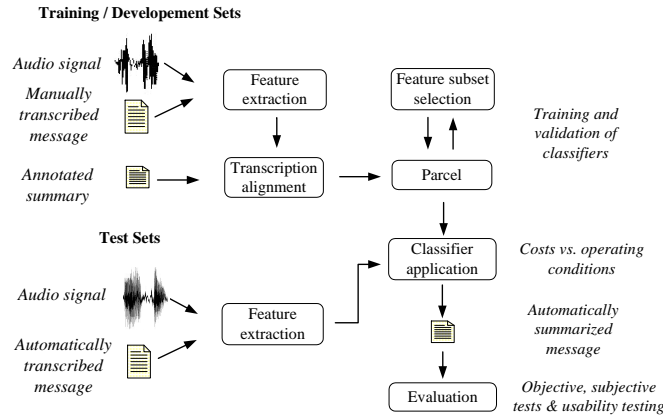 Training / Developement Sets
Audio signal
Manually
transcribed
message
Annotated
summary
Feature
extraction
Transcription
alignment
Feature subset
selection
Parcel
Training and
validation of
classifiers
Test Sets
Audio signal
Automatically
transcribed
message
Feature
extraction
Classifier
application
Costs vs. operating
conditions
Automatically
summarized
message
Evaluation
Objective, subjective
tests & usability testing